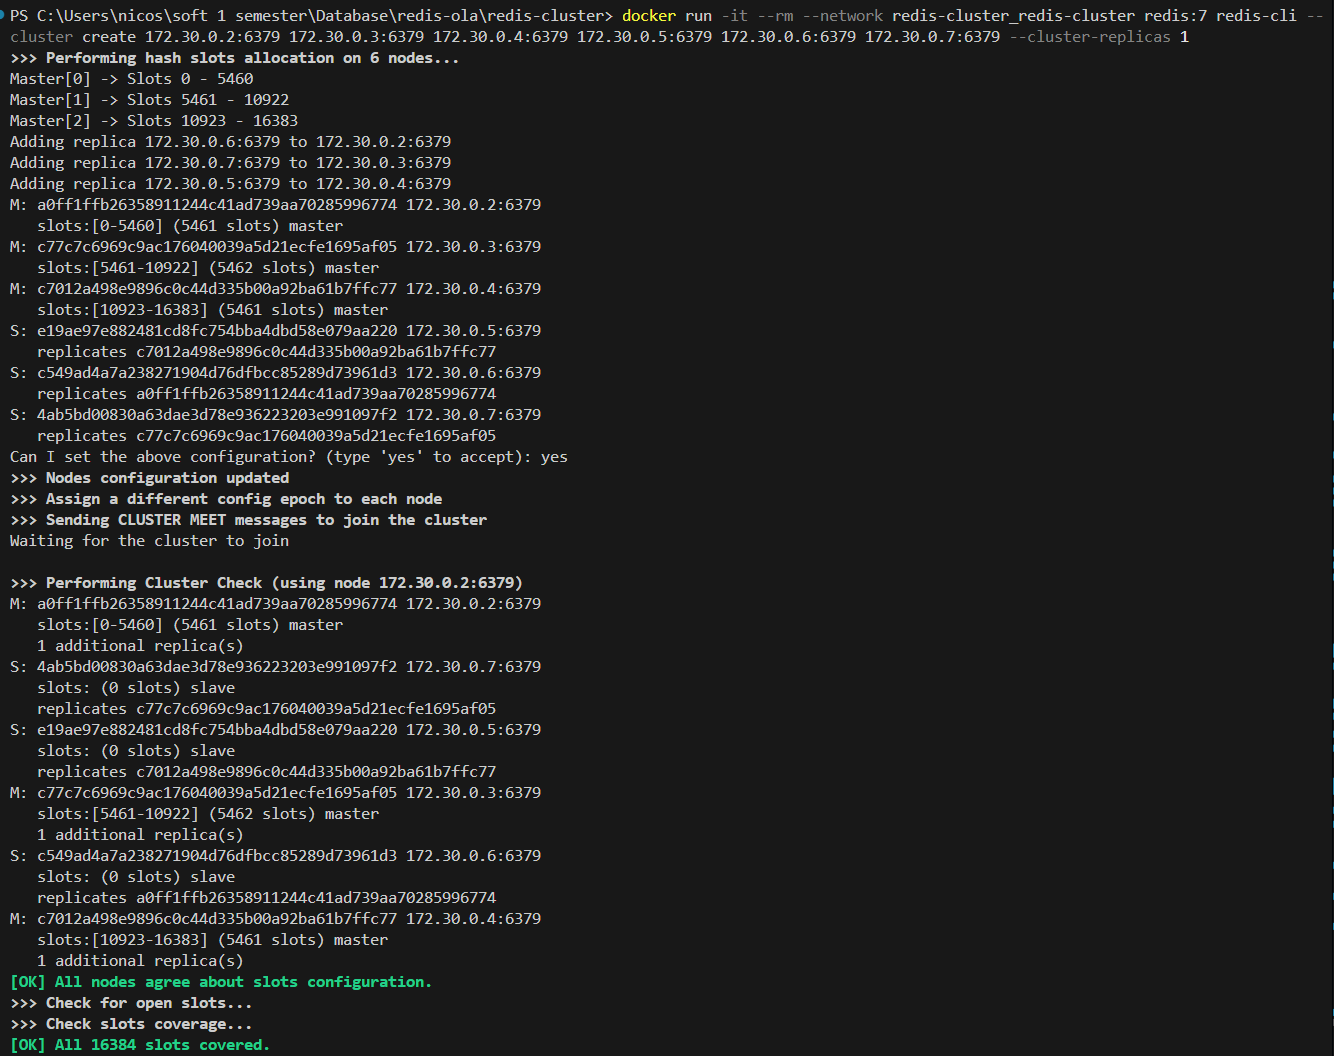 PS C:\Users\nicos\soft 1 semester\Database\redis-ola\redis-cluster> docker run -it --rm --network redis-cluster_redis-cluster redis:7 redis-cli --
cluster create 172.30.0.2:6379 172.30.0.3:6379 172.30.0.4:6379 172.30.0.5:6379 172.30.0.6:6379 172.30.0.7:6379 --cluster-replicas 1
>>> Performing hash slots allocation on 6 nodes...
Master[0] -> Slots 0 - 5460
Master[1] -> Slots 5461 - 10922
Master[2] -> Slots 10923 - 16383
Adding replica 172.30.0.6:6379 to 172.30.0.2:6379
Adding replica 172.30.0.7:6379 to 172.30.0.3:6379
Adding replica 172.30.0.5:6379 to 172.30.0.4:6379
M: a0ff1ffb26358911244c41ad739aa70285996774 172.30.0.2:6379
   slots:[0-5460] (5461 slots) master
M: c77c7c6969c9ac176040039a5d21ecfe1695af05 172.30.0.3:6379
   slots:[5461-10922] (5462 slots) master
M: c7012a498e9896c0c44d335b00a92ba61b7ffc77 172.30.0.4:6379
   slots:[10923-16383] (5461 slots) master
S: e19ae97e882481cd8fc754bba4dbd58e079aa220 172.30.0.5:6379
   replicates c7012a498e9896c0c44d335b00a92ba61b7ffc77
S: c549ad4a7a238271904d76dfbcc85289d73961d3 172.30.0.6:6379
   replicates a0ff1ffb26358911244c41ad739aa70285996774
S: 4ab5bd00830a63dae3d78e936223203e991097f2 172.30.0.7:6379
   replicates c77c7c6969c9ac176040039a5d21ecfe1695af05
Can I set the above configuration? (type 'yes' to accept): yes
>>> Nodes configuration updated
>>> Assign a different config epoch to each node
>>> Sending CLUSTER MEET messages to join the cluster
Waiting for the cluster to join

>>> Performing Cluster Check (using node 172.30.0.2:6379)
M: a0ff1ffb26358911244c41ad739aa70285996774 172.30.0.2:6379
   slots:[0-5460] (5461 slots) master
   1 additional replica(s)
S: 4ab5bd00830a63dae3d78e936223203e991097f2 172.30.0.7:6379
   slots: (0 slots) slave
   replicates c77c7c6969c9ac176040039a5d21ecfe1695af05
S: e19ae97e882481cd8fc754bba4dbd58e079aa220 172.30.0.5:6379
   slots: (0 slots) slave
   replicates c7012a498e9896c0c44d335b00a92ba61b7ffc77
M: c77c7c6969c9ac176040039a5d21ecfe1695af05 172.30.0.3:6379
   slots:[5461-10922] (5462 slots) master
   1 additional replica(s)
S: c549ad4a7a238271904d76dfbcc85289d73961d3 172.30.0.6:6379
   slots: (0 slots) slave
   replicates a0ff1ffb26358911244c41ad739aa70285996774
M: c7012a498e9896c0c44d335b00a92ba61b7ffc77 172.30.0.4:6379
   slots:[10923-16383] (5461 slots) master
   1 additional replica(s)
[OK] All nodes agree about slots configuration.
>>> Check for open slots...
>>> Check slots coverage...
[OK] All 16384 slots covered.